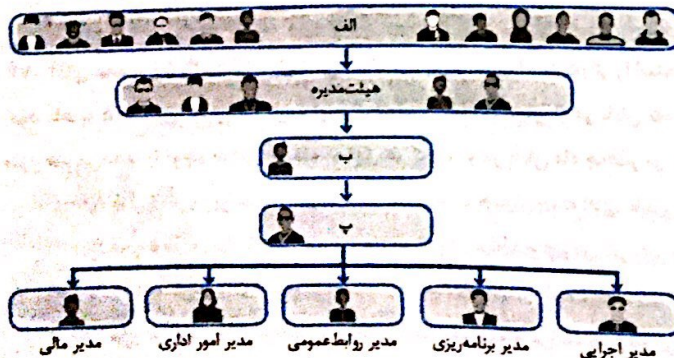 الف
هیئت‌مدیره
ب
پ
مدیر اجرایی
مدیر برنامه‌ریزی
مدیر روابط‌عمومی
مدیر امور اداری
مدیر مالی